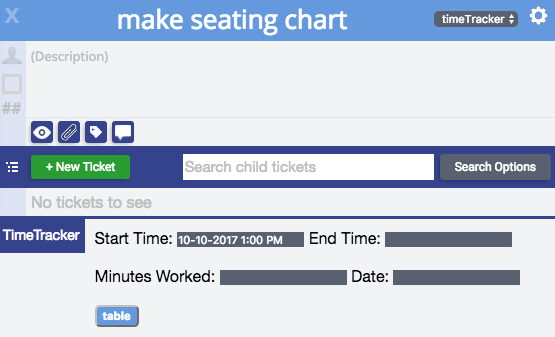 X make seating chart timeTracker
(Description)
##
+ New Ticket Search child tickets Search Options
No tickets to see
TimeTracker
Start Time: 10-10-2017 1:00 PM End Time:
Minutes Worked: Date:
table